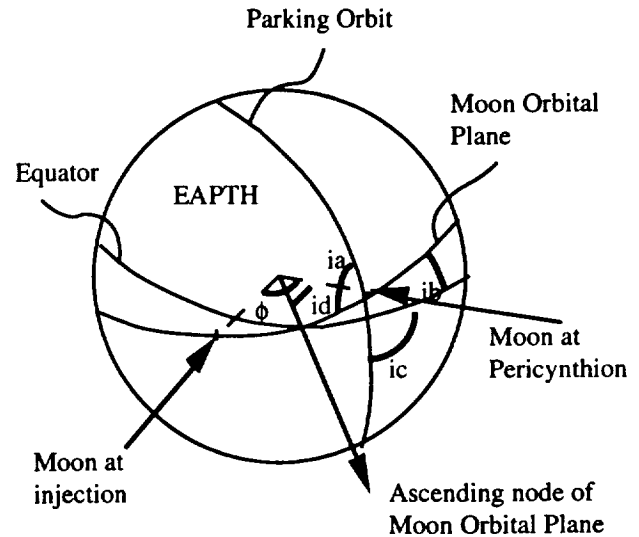 Parking Orbit
Moon Orbital
Plane
Equator
EAPTH
ia
ib
id
ϕ
ic
Moon at
Pericynthion
Moon at
injection
Ascending node of
Moon Orbital Plane